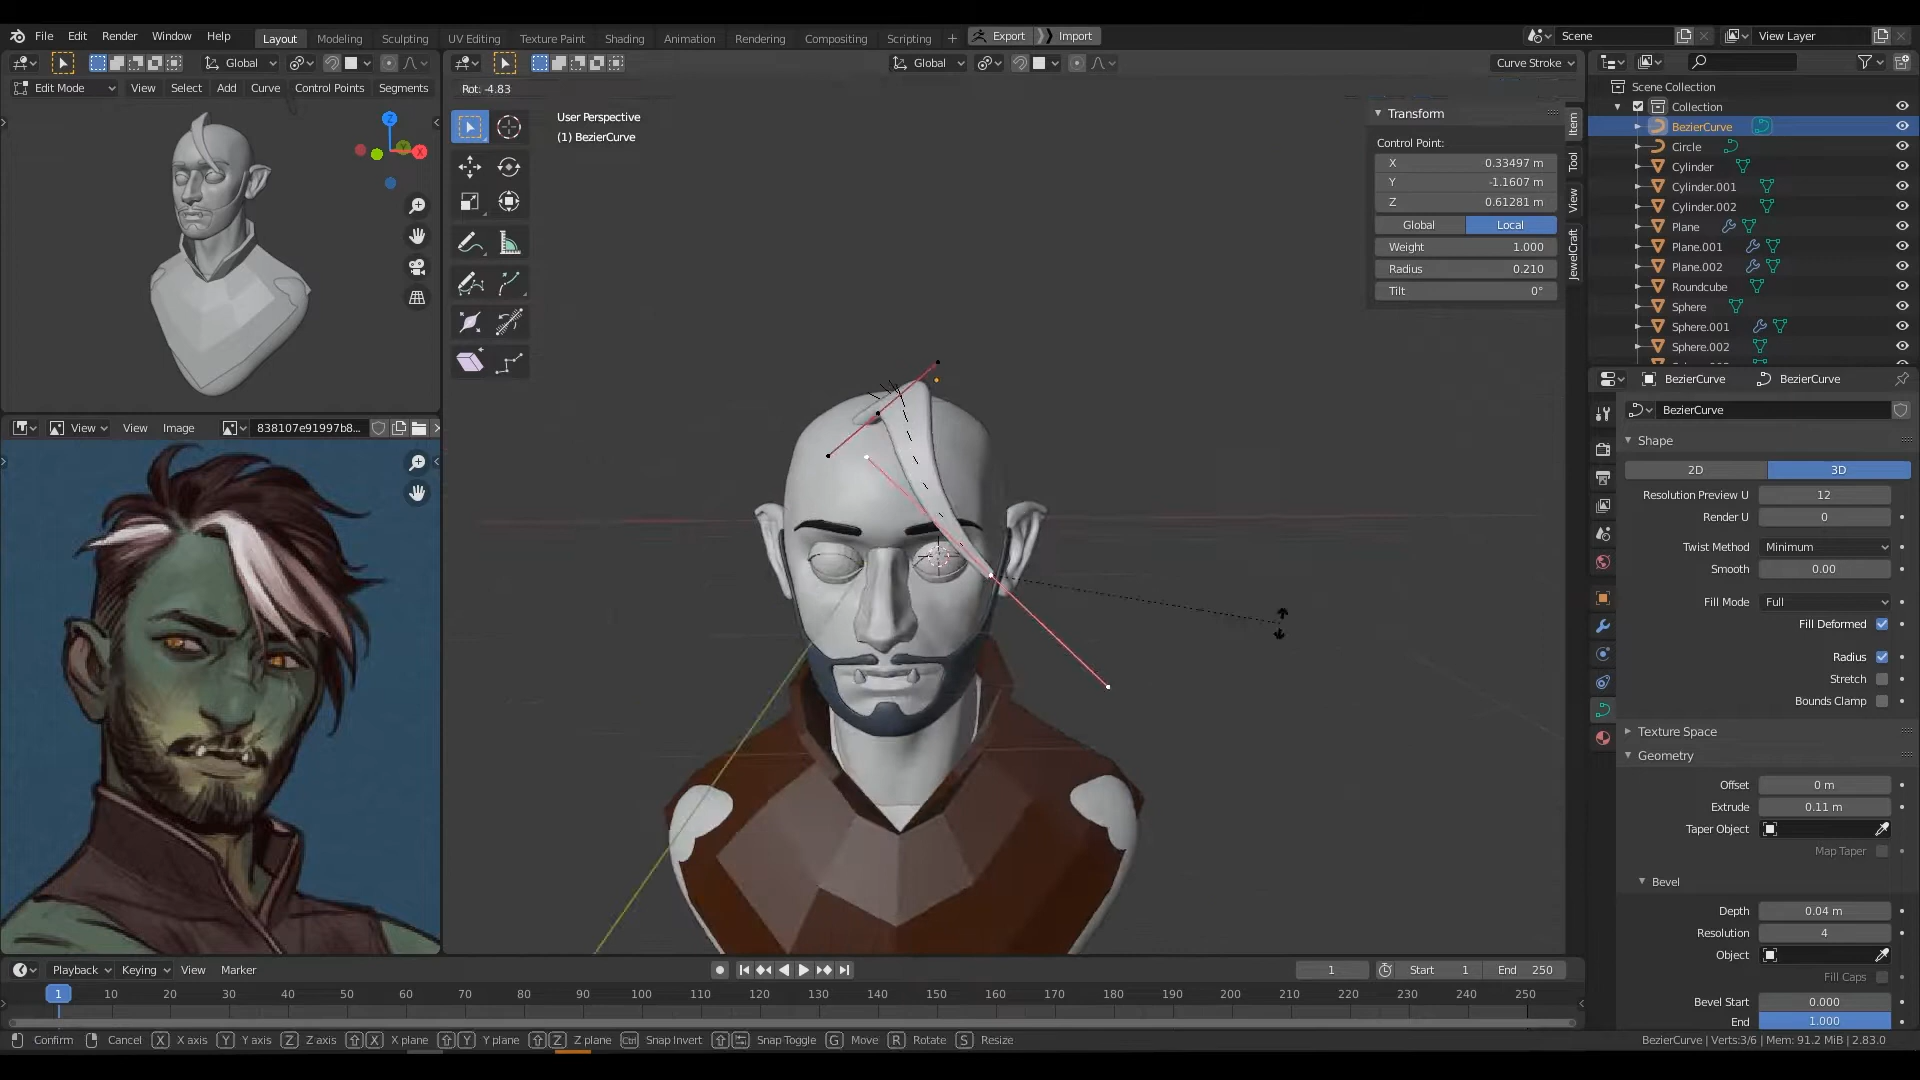 File Edit Render Window Help
Layout Modeling Sculpting UV Editing Texture Paint Shading Animation Rendering Compositing Scripting +
Export Import
Scene
View Layer
Global
Edit Mode View Select Add Curve Control Points Segments
Z
Y
X
View View Image
838107e91997b8...
Global
Curve Stroke
Rot: -4.83
User Perspective
(1) BezierCurve
Transform
Control Point:
X 0.33497 m
Y -1.1607 m
Z 0.61281 m
Global Local
Weight 1.000
Radius 0.210
Tilt 0°
Item
Tool
View
JewelCraft
Scene Collection
Collection
BezierCurve
Circle
Cylinder
Cylinder.001
Cylinder.002
Plane
Plane.001
Plane.002
Roundcube
Sphere
Sphere.001
Sphere.002
BezierCurve BezierCurve
BezierCurve
Shape
2D 3D
Resolution Preview U 12
Render U 0
Twist Method Minimum
Smooth 0.00
Fill Mode Full
Fill Deformed
Radius
Stretch
Bounds Clamp
Texture Space
Geometry
Offset 0 m
Extrude 0.11 m
Taper Object
Map Taper
Bevel
Depth 0.04 m
Resolution 4
Object
Fill Caps
Bevel Start 0.000
End 1.000
Playback Keying View Marker
1 Start 1 End 250
1 10 20 30 40 50 60 70 80 90 100 110 120 130 140 150 160 170 180 190 200 210 220 230 240 250
Confirm Cancel X X axis Y Y axis Z Z axis X X plane Y Y plane Z Z plane Ctrl Snap Invert Snap Toggle G Move R Rotate S Resize
BezierCurve | Verts:3/6 | Mem: 91.2 MiB | 2.83.0